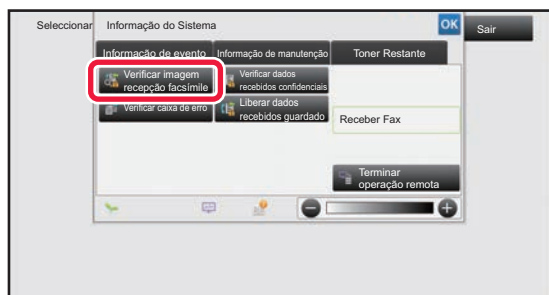 Seleccionar
Informação do Sistema
OK
Sair
Informação de evento
Informação de manutenção
Toner Restante
Verificar imagem
recepção facsímile
Verificar dados
recebidos confidenciais
Verificar caixa de erro
Liberar dados
recebidos guardado
Receber Fax
Terminar
operação remota